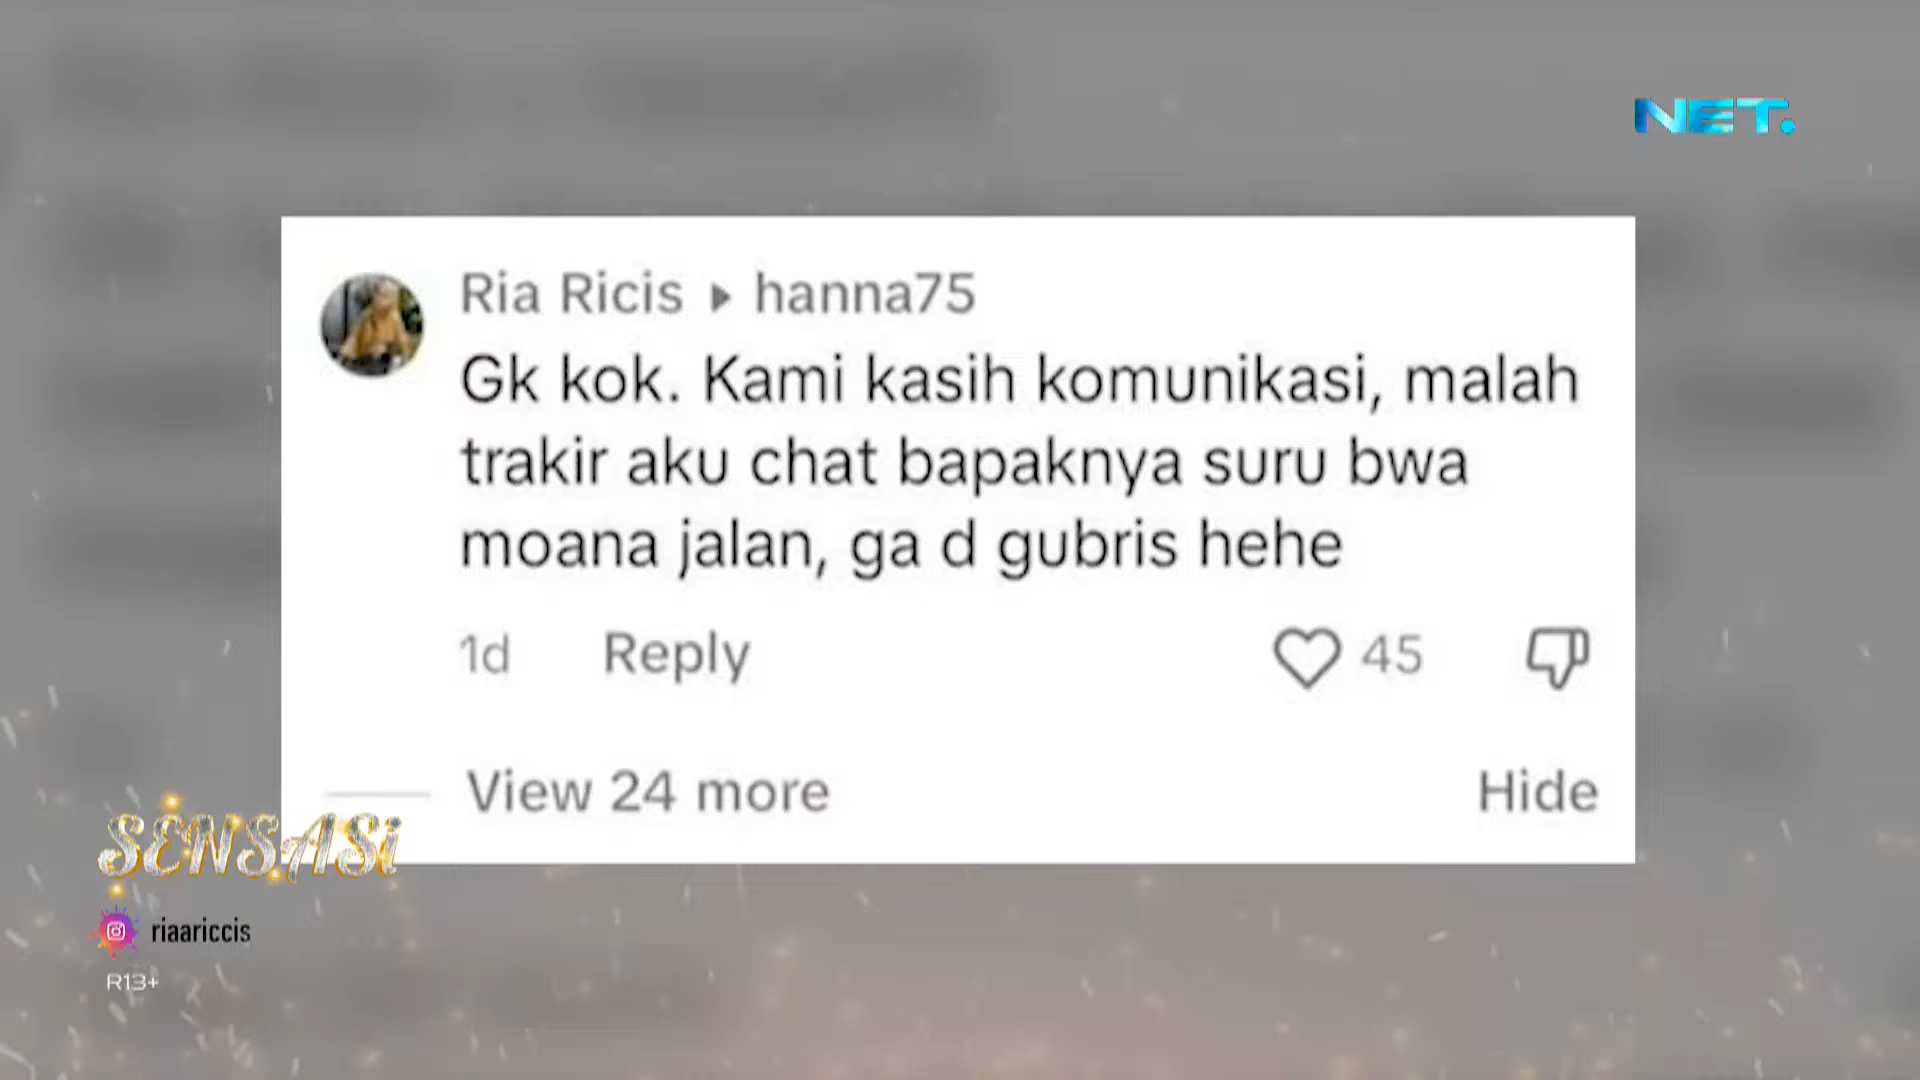 NET.
Ria Ricis ▸ hanna75
Gk kok. Kami kasih komunikasi, malah
trakir aku chat bapaknya suru bwa
moana jalan, ga d gubris hehe
1d Reply 45
View 24 more Hide
SENSASi
riaariccis
R13+